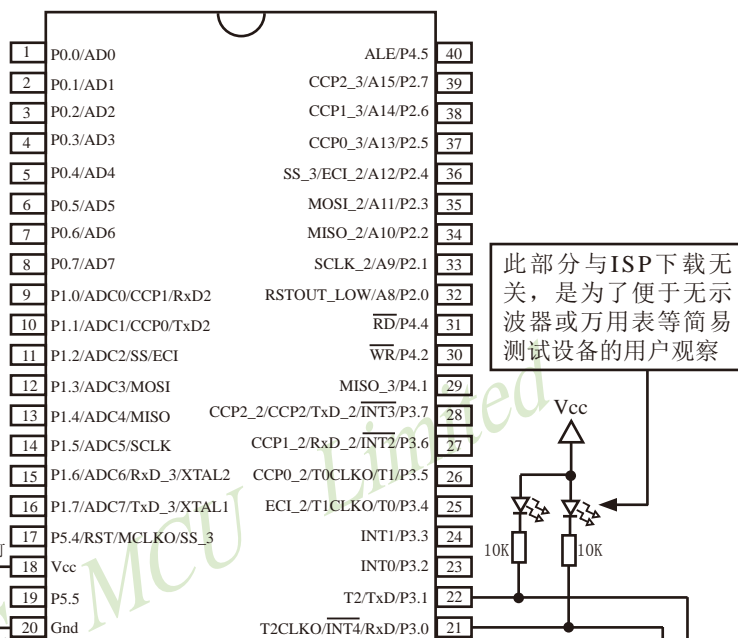 1 P0.0/AD0 ALE/P4.5 40
2 P0.1/AD1 CCP2_3/A15/P2.7 39
3 P0.2/AD2 CCP1_3/A14/P2.6 38
4 P0.3/AD3 CCP0_3/A13/P2.5 37
5 P0.4/AD4 SS_3/ECI_2/A12/P2.4 36
6 P0.5/AD5 MOSI_2/A11/P2.3 35
7 P0.6/AD6 MISO_2/A10/P2.2 34
8 P0.7/AD7 SCLK_2/A9/P2.1 33
9 P1.0/ADC0/CCP1/RxD2 RSTOUT_LOW/A8/P2.0 32
10 P1.1/ADC1/CCP0/TxD2 RD/P4.4 31
11 P1.2/ADC2/SS/ECI WR/P4.2 30
12 P1.3/ADC3/MOSI MISO_3/P4.1 29
13 P1.4/ADC4/MISO CCP2_2/CCP2/TxD_2/INT3/P3.7 28
14 P1.5/ADC5/SCLK CCP1_2/RxD_2/INT2/P3.6 27
15 P1.6/ADC6/RxD_3/XTAL2 CCP0_2/T0CLKO/T1/P3.5 26
16 P1.7/ADC7/TxD_3/XTAL1 ECI_2/T1CLKO/T0/P3.4 25
17 P5.4/RST/MCLKO/SS_3 INT1/P3.3 24
18 Vcc INT0/P3.2 23
19 P5.5 T2/TxD/P3.1 22
20 Gnd T2CLKO/INT4/RxD/P3.0 21
此部分与ISP下载无
关，是为了便于无示
波器或万用表等简易
测试设备的用户观察
Vcc
10K 10K
MCU Limited